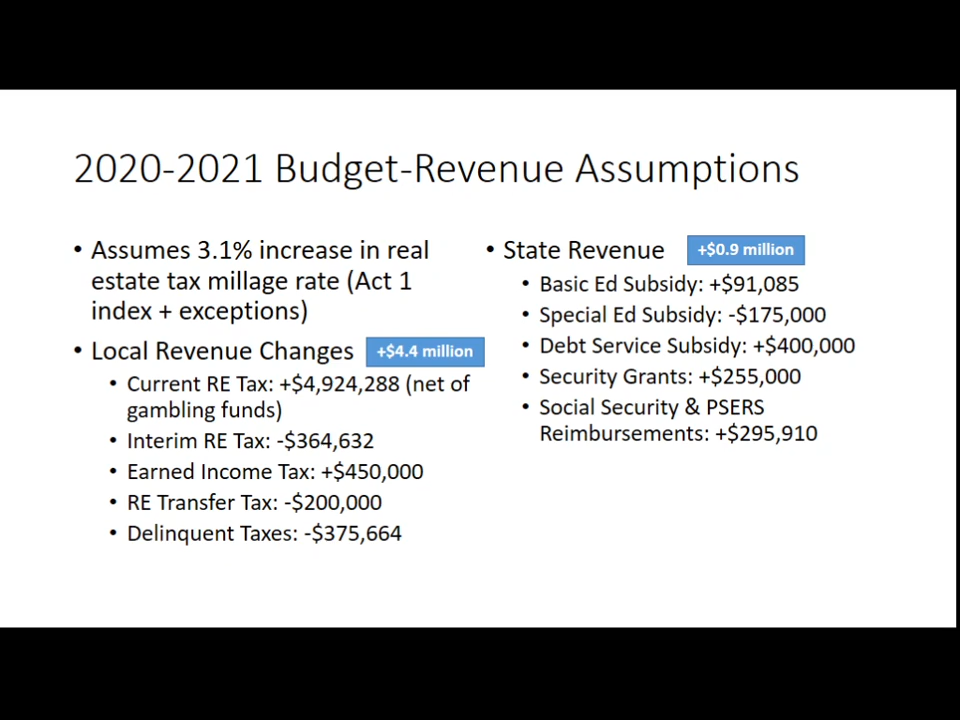 2020-2021 Budget-Revenue Assumptions
• Assumes 3.1% increase in real
estate tax millage rate (Act 1
index + exceptions)
• Local Revenue Changes +$4.4 million
• Current RE Tax: +$4,924,288 (net of
gambling funds)
• Interim RE Tax: -$364,632
• Earned Income Tax: +$450,000
• RE Transfer Tax: -$200,000
• Delinquent Taxes: -$375,664
• State Revenue +$0.9 million
• Basic Ed Subsidy: +$91,085
• Special Ed Subsidy: -$175,000
• Debt Service Subsidy: +$400,000
• Security Grants: +$255,000
• Social Security & PSERS
Reimbursements: +$295,910